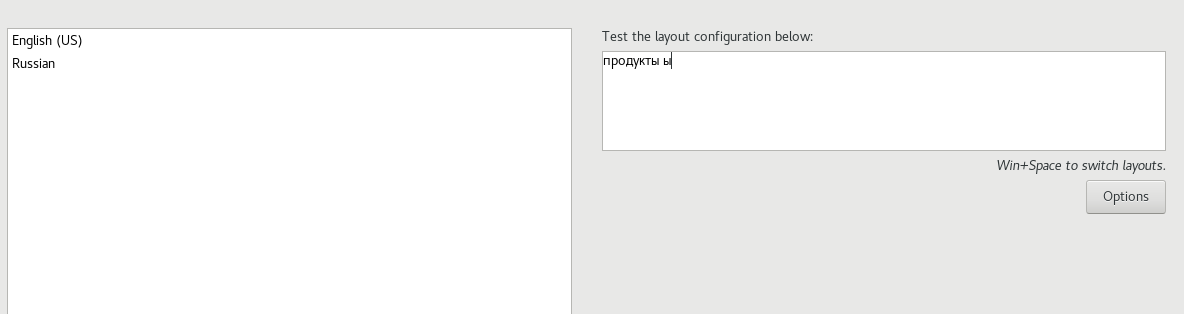 English (US)
Russian
Test the layout configuration below:
продукты ы
Win+Space to switch layouts.
Options